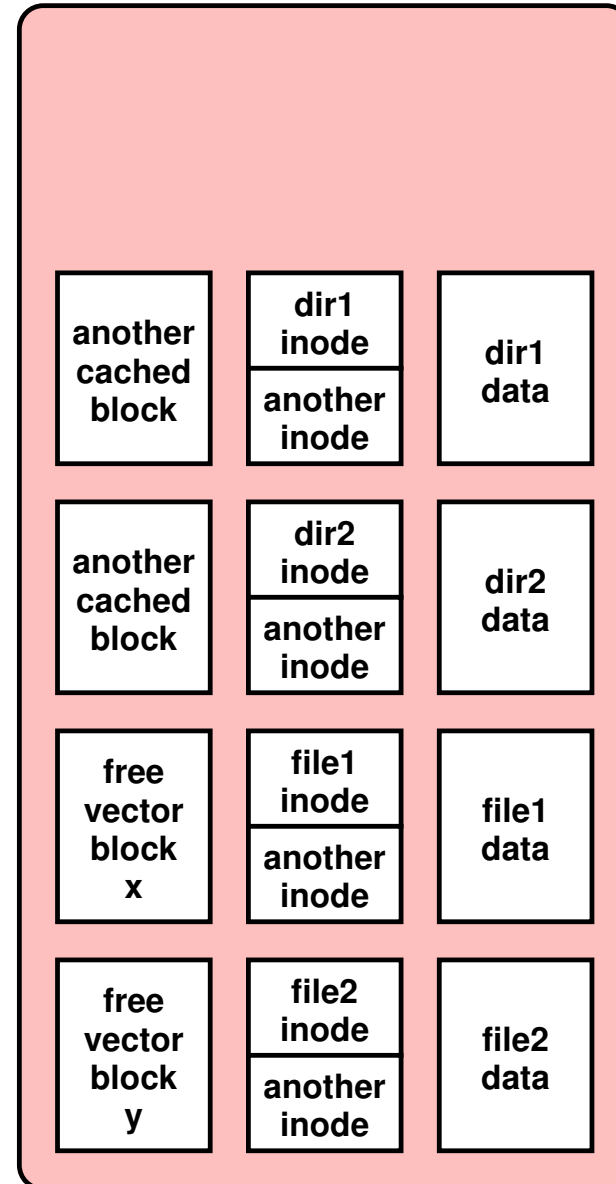 another
cached
block
dir1
inode
another
inode
dir1
data
another
cached
block
dir2
inode
another
inode
dir2
data
free
vector
block
x
file1
inode
another
inode
file1
data
free
vector
block
y
file2
inode
another
inode
file2
data